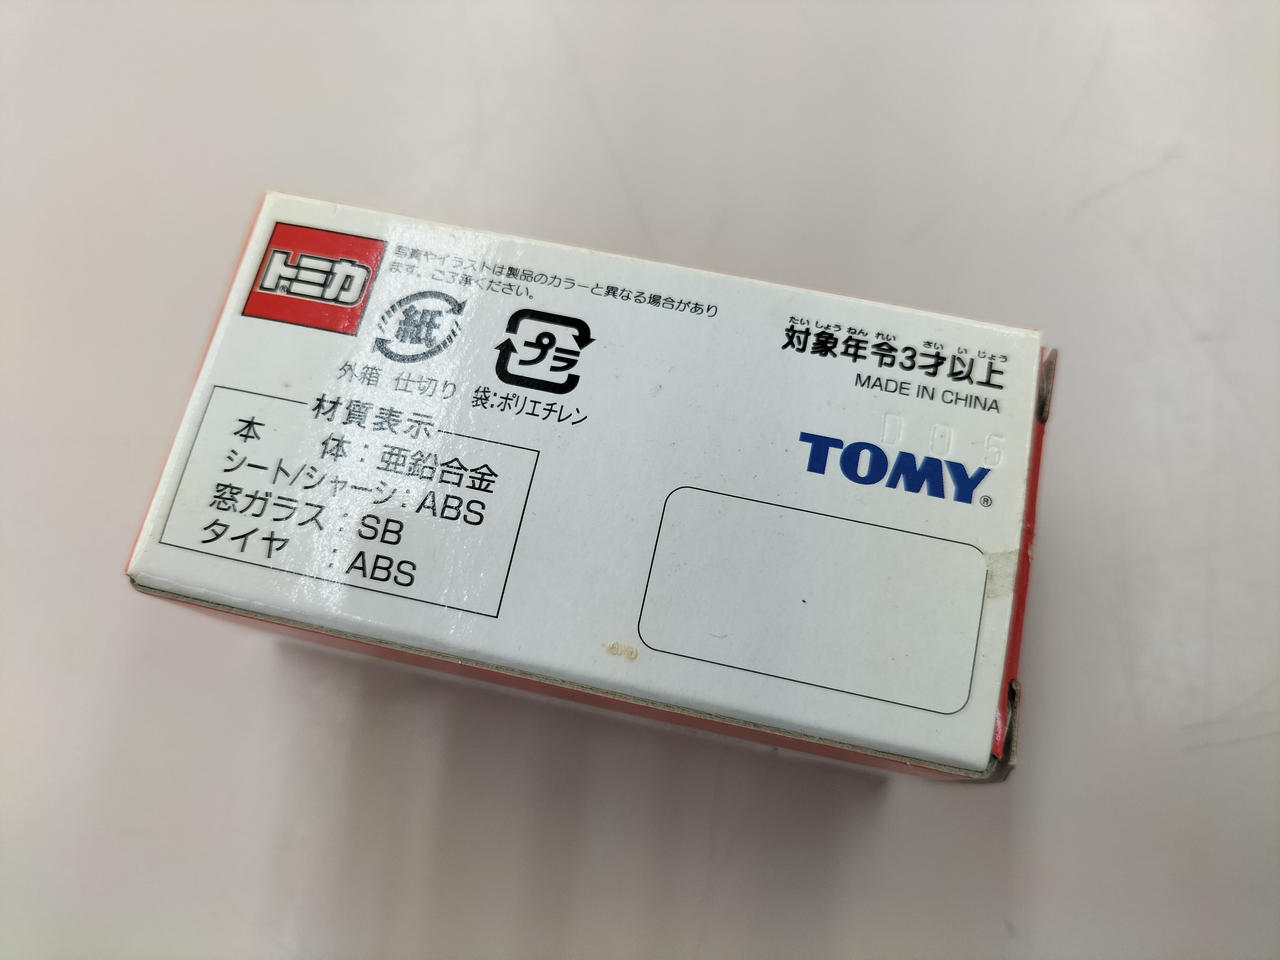 トミカ
写真やイラストは製品のカラーと異なる場合があり
ます。ご了承ください。
紙
外箱 仕切り
プラ
袋:ポリエチレン
材質表示
本 体:亜鉛合金
シート/シャーシ:ABS
窓ガラス:SB
タイヤ:ABS
たいしょうねんれい さい いじょう
対象年令3才以上
MADE IN CHINA
D05
TOMY®